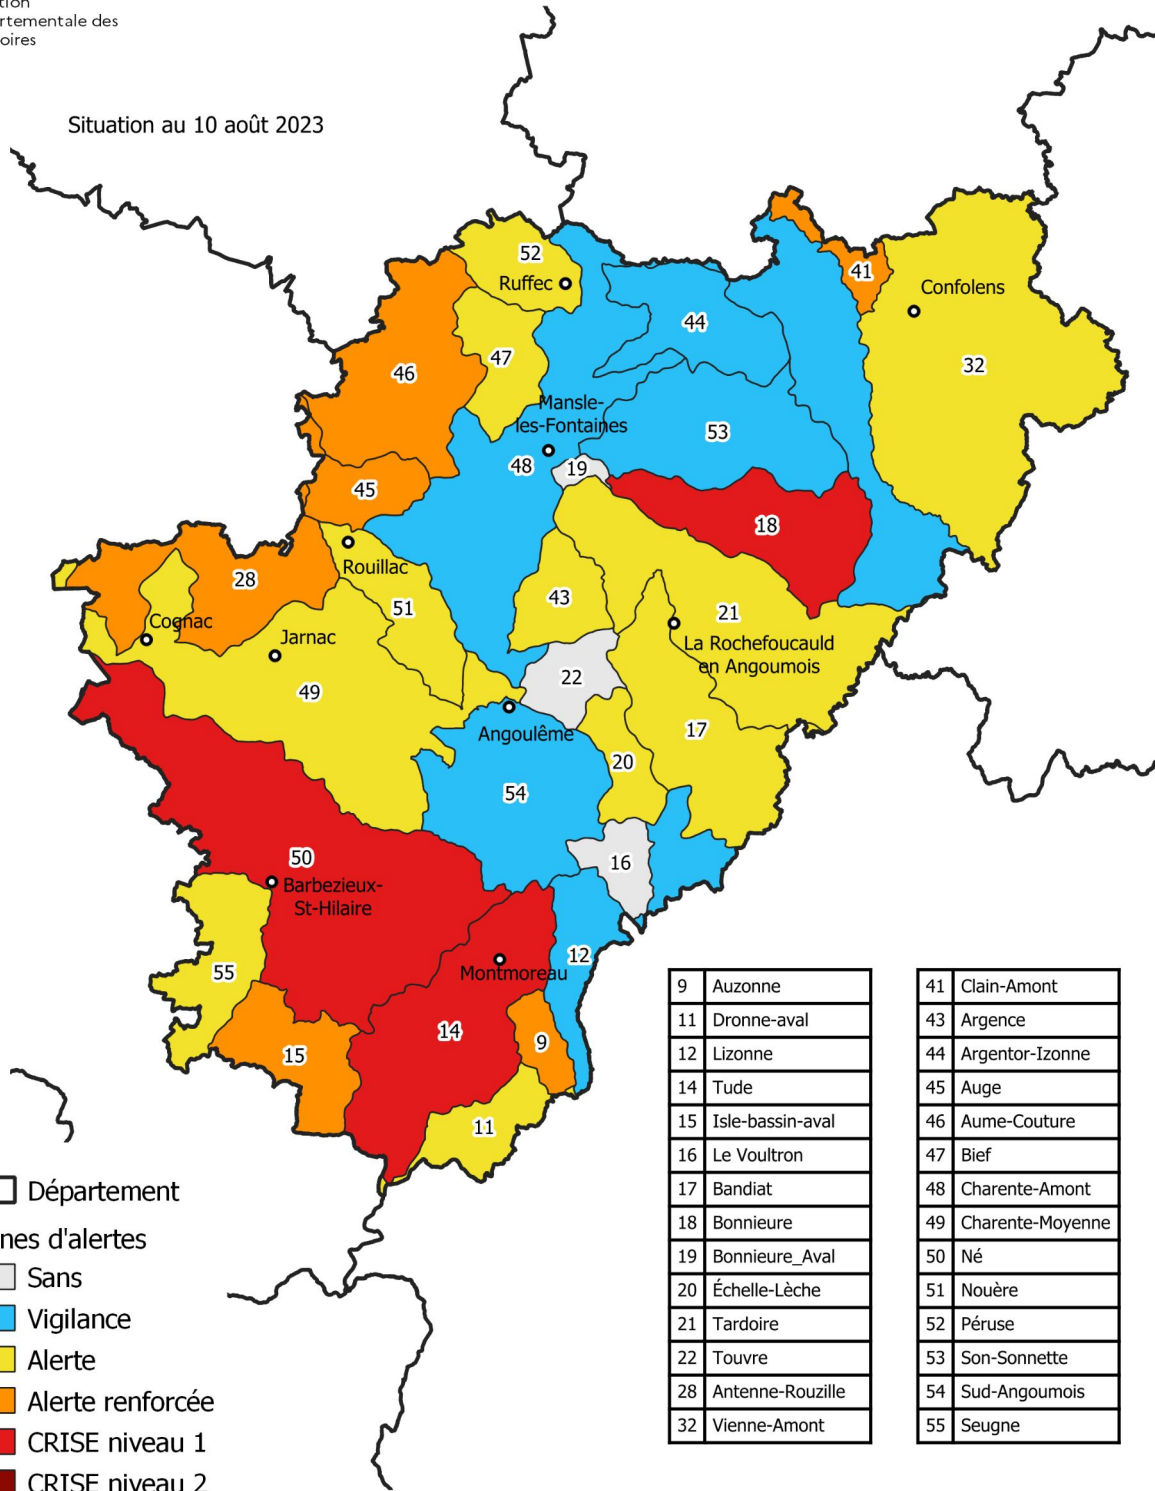 rtementale des
oires
Situation au 10 août 2023
52
Ruffec
41
Confolens
44
47
32
46
Mansle-
les-Fontaines
53
48
19
45
18
Rouillac
28
43
51
21
Cognac
Jarnac
La Rochefoucauld
en Angoumois
22
49
17
Angoulême
20
54
50
16
Barbezieux-
St-Hilaire
12
55
Montmoreau
14
9
15
11
9 Auzonne
11 Dronne-aval
12 Lizonne
14 Tude
15 Isle-bassin-aval
16 Le Voultron
17 Bandiat
18 Bonnieure
19 Bonnieure_Aval
20 Échelle-Lèche
21 Tardoire
22 Touvre
28 Antenne-Rouzille
32 Vienne-Amont
41 Clain-Amont
43 Argence
44 Argentor-Izonne
45 Auge
46 Aume-Couture
47 Bief
48 Charente-Amont
49 Charente-Moyenne
50 Né
51 Nouère
52 Péruse
53 Son-Sonnette
54 Sud-Angoumois
55 Seugne
Département
nes d'alertes
Sans
Vigilance
Alerte
Alerte renforcée
CRISE niveau 1
CRISE niveau 2